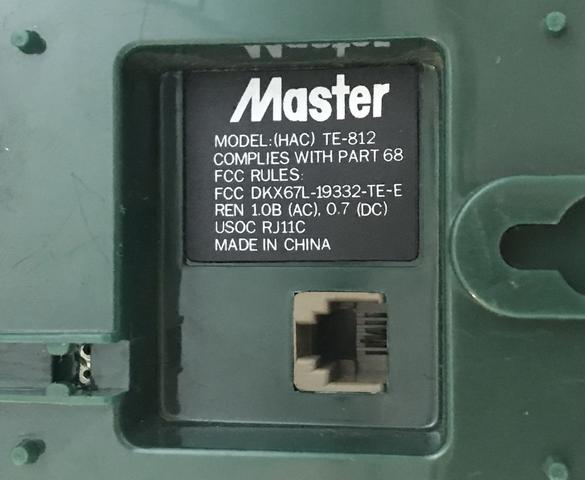 Master
MODEL:(HAC) TE-812
COMPLIES WITH PART 68
FCC RULES:
FCC DKX67L-19332-TE-E
REN 1.0B (AC), 0.7 (DC)
USOC RJ11C
MADE IN CHINA